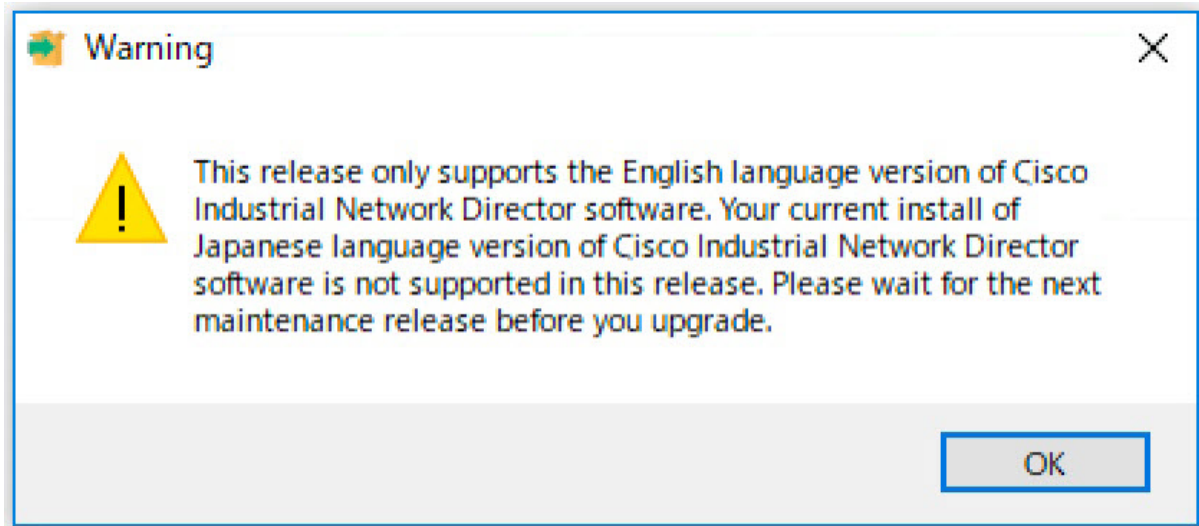 Warning
This release only supports the English language version of Cisco
Industrial Network Director software. Your current install of
Japanese language version of Cisco Industrial Network Director
software is not supported in this release. Please wait for the next
maintenance release before you upgrade.
OK